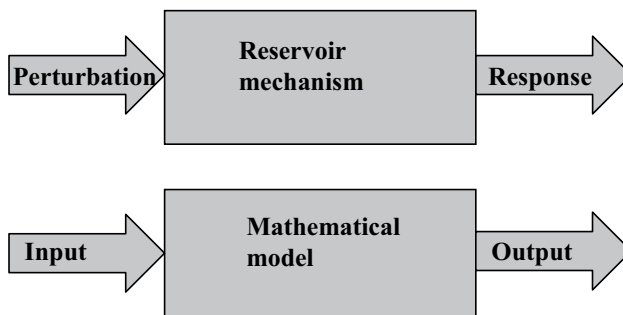 Perturbation
Reservoir
mechanism
Response
Input
Mathematical
model
Output